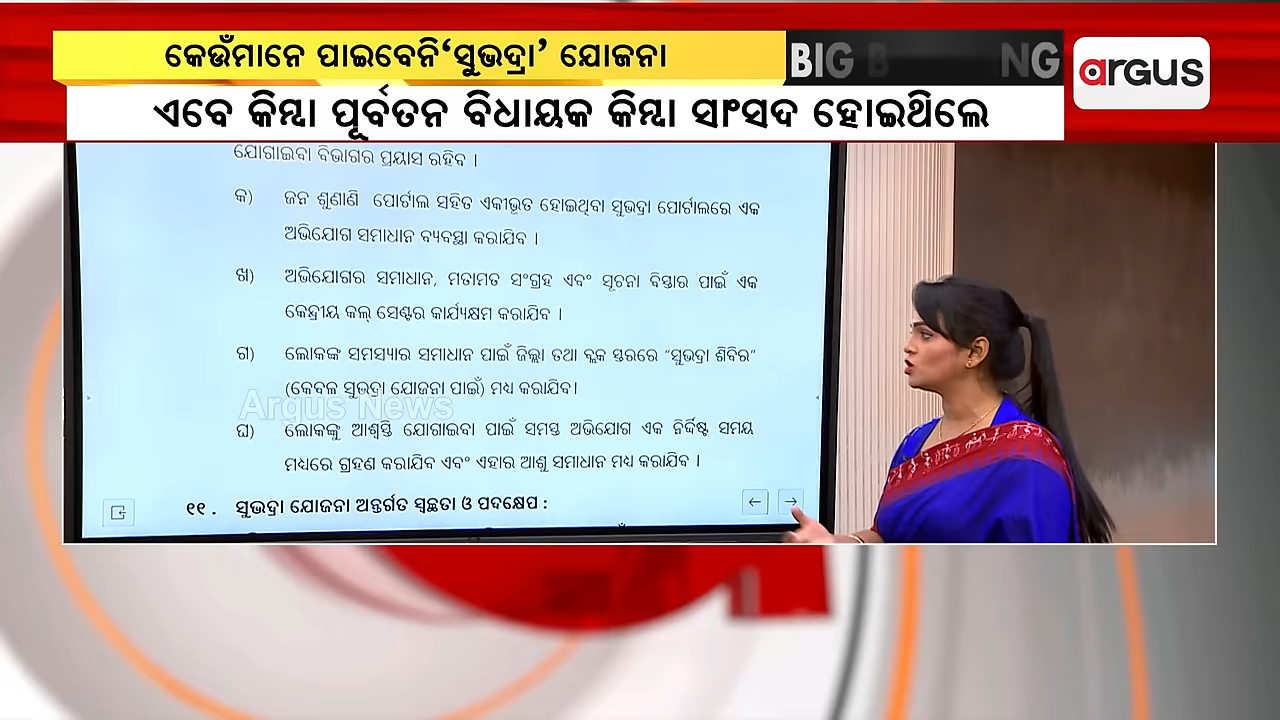 କେଉଁମାନେ ପାଇବେନି 'ସୁଭଦ୍ରା' ଯୋଜନା
BIG B NG
argus
ଏବେ କିମ୍ବା ପୂର୍ବତନ ବିଧାୟକ କିମ୍ବା ସାଂସଦ ହୋଇଥିଲେ
ଯୋଗାଇବା ବିଭାଗର ପ୍ରୟାସ ରହିବ ।
କ) ଜନ ଶୁଣାଣି ପୋର୍ଟାଲ ସହିତ ଏକୀଭୂତ ହୋଇଥିବା ସୁଭଦ୍ରା ପୋର୍ଟାଲରେ ଏକ
ଅଭିଯୋଗ ସମାଧାନ ବ୍ୟବସ୍ଥା କରାଯିବ ।
ଖ) ଅଭିଯୋଗର ସମାଧାନ, ମତାମତ ସଂଗ୍ରହ ଏବଂ ସୂଚନା ବିସ୍ତାର ପାଇଁ ଏକ
କେନ୍ଦ୍ରୀୟ କଲ୍ ସେଣ୍ଟର କାର୍ଯ୍ୟକ୍ଷମ କରାଯିବ ।
ଗ) ଲୋକଙ୍କ ସମସ୍ୟାର ସମାଧାନ ପାଇଁ ଜିଲ୍ଲା ତଥା ବ୍ଲକ ସ୍ତରରେ "ସୁଭଦ୍ରା ଶିବିର"
(କେବଳ ସୁଭଦ୍ରା ଯୋଜନା ପାଇଁ) ମଧ୍ୟ କରାଯିବ।
Argus News
ଘ) ଲୋକଙ୍କୁ ଆଶ୍ୱସ୍ତି ଯୋଗାଇବା ପାଇଁ ସମସ୍ତ ଅଭିଯୋଗ ଏକ ନିର୍ଦ୍ଦିଷ୍ଟ ସମୟ
ମଧ୍ୟରେ ଗ୍ରହଣ କରାଯିବ ଏବଂ ଏହାର ଆଶୁ ସମାଧାନ ମଧ୍ୟ କରାଯିବ ।
୧୧ . ସୁଭଦ୍ରା ଯୋଜନା ଅନ୍ତର୍ଗତ ସ୍ୱଚ୍ଛତା ଓ ପଦକ୍ଷେପ :